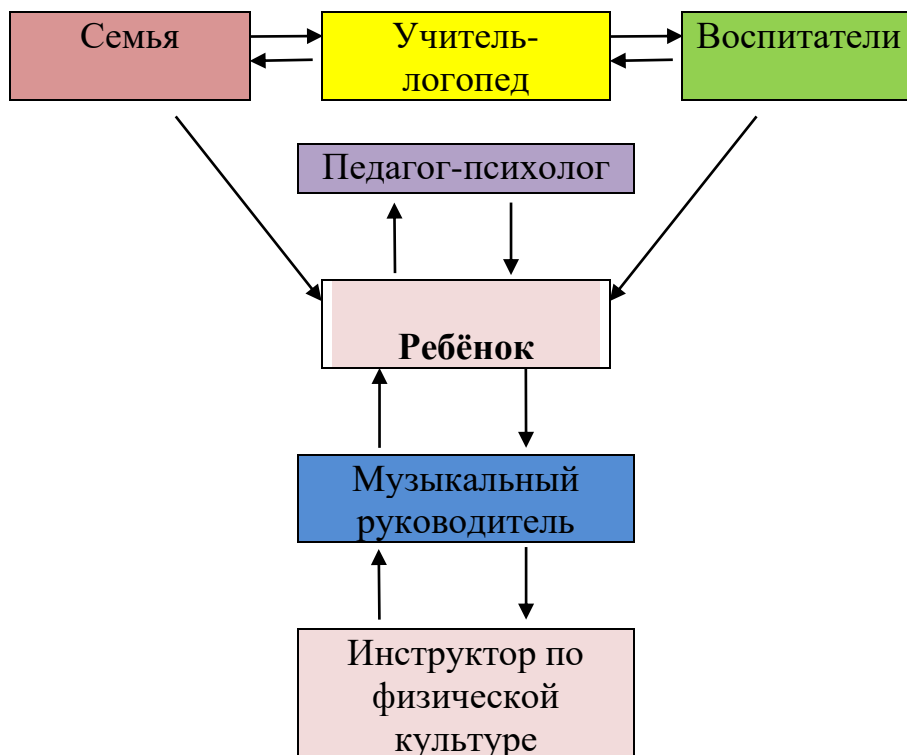 Семья
Учитель-
логопед
Воспитатели
Педагог-психолог
Ребёнок
Музыкальный
руководитель
Инструктор по
физической
культуре